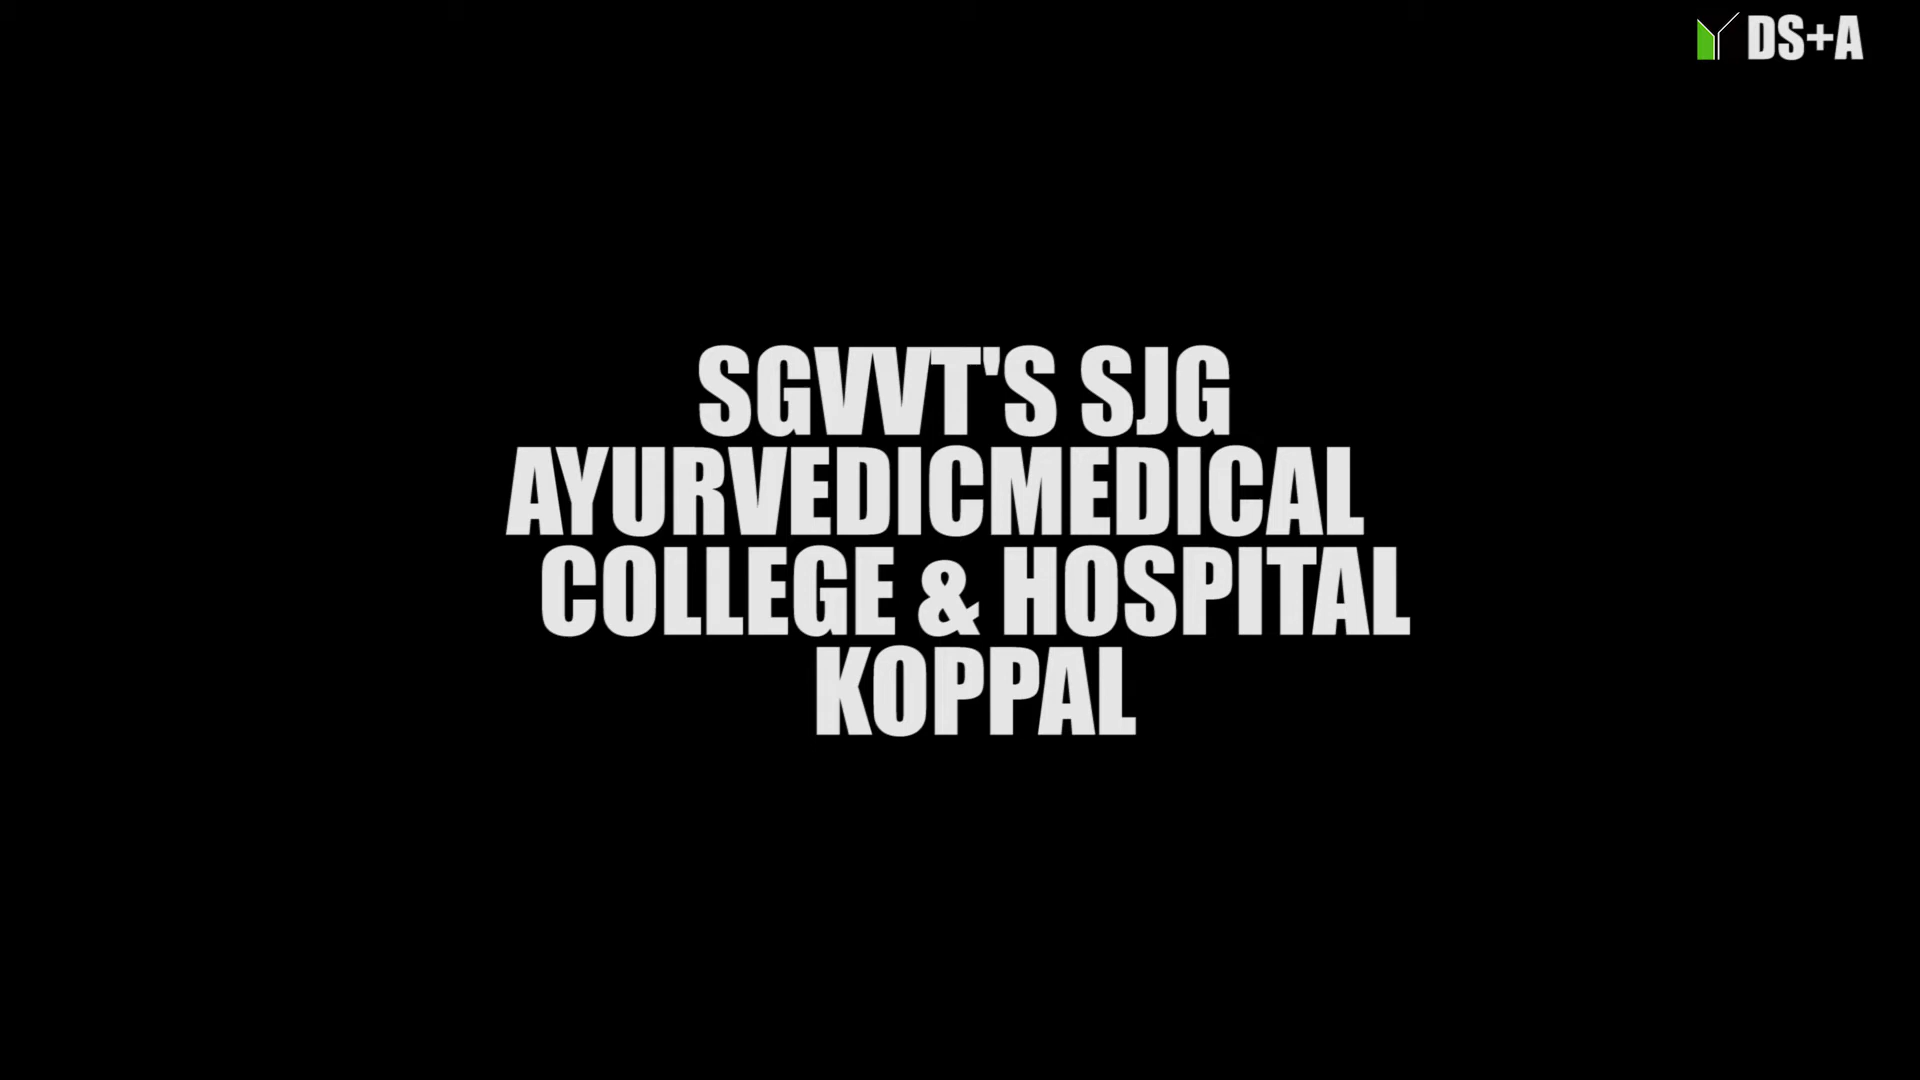 DS+A
SGVVT'S SJG
AYURVEDICMEDICAL
COLLEGE & HOSPITAL
KOPPAL